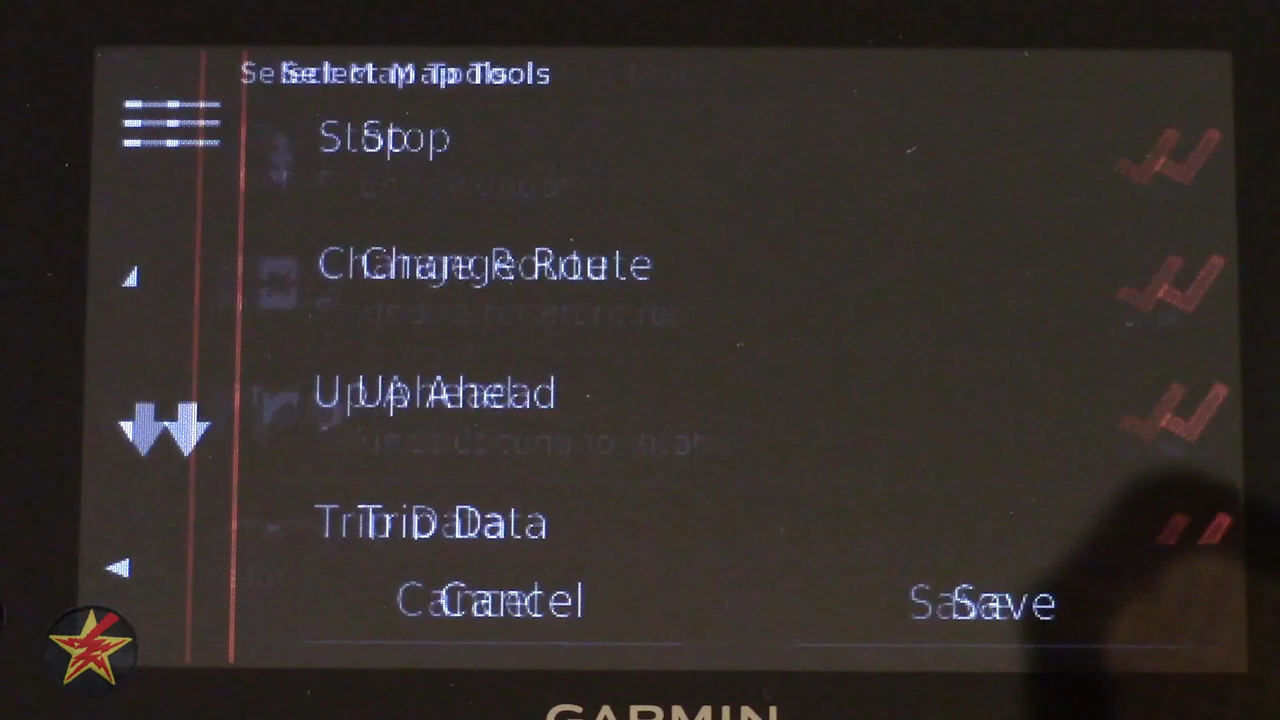 Select Map Tools
Stop
Change Route
Up Ahead
Trip Data
Cancel
Save
GARMIN